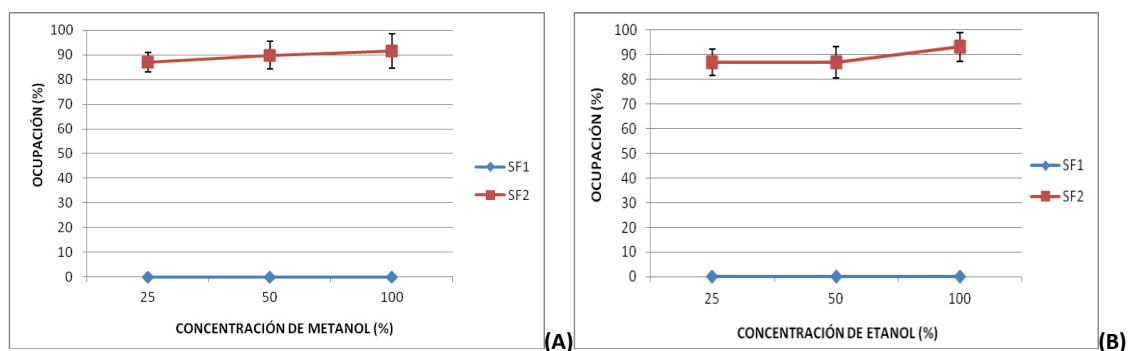 100
90
80
70
60
50
40
30
20
10
0
OCUPACIÓN (%)
25 50 100
CONCENTRACIÓN DE METANOL (%)
SF1
SF2
(A)
100
90
80
70
60
50
40
30
20
10
0
OCUPACIÓN (%)
25 50 100
CONCENTRACIÓN DE ETANOL (%)
SF1
SF2
(B)